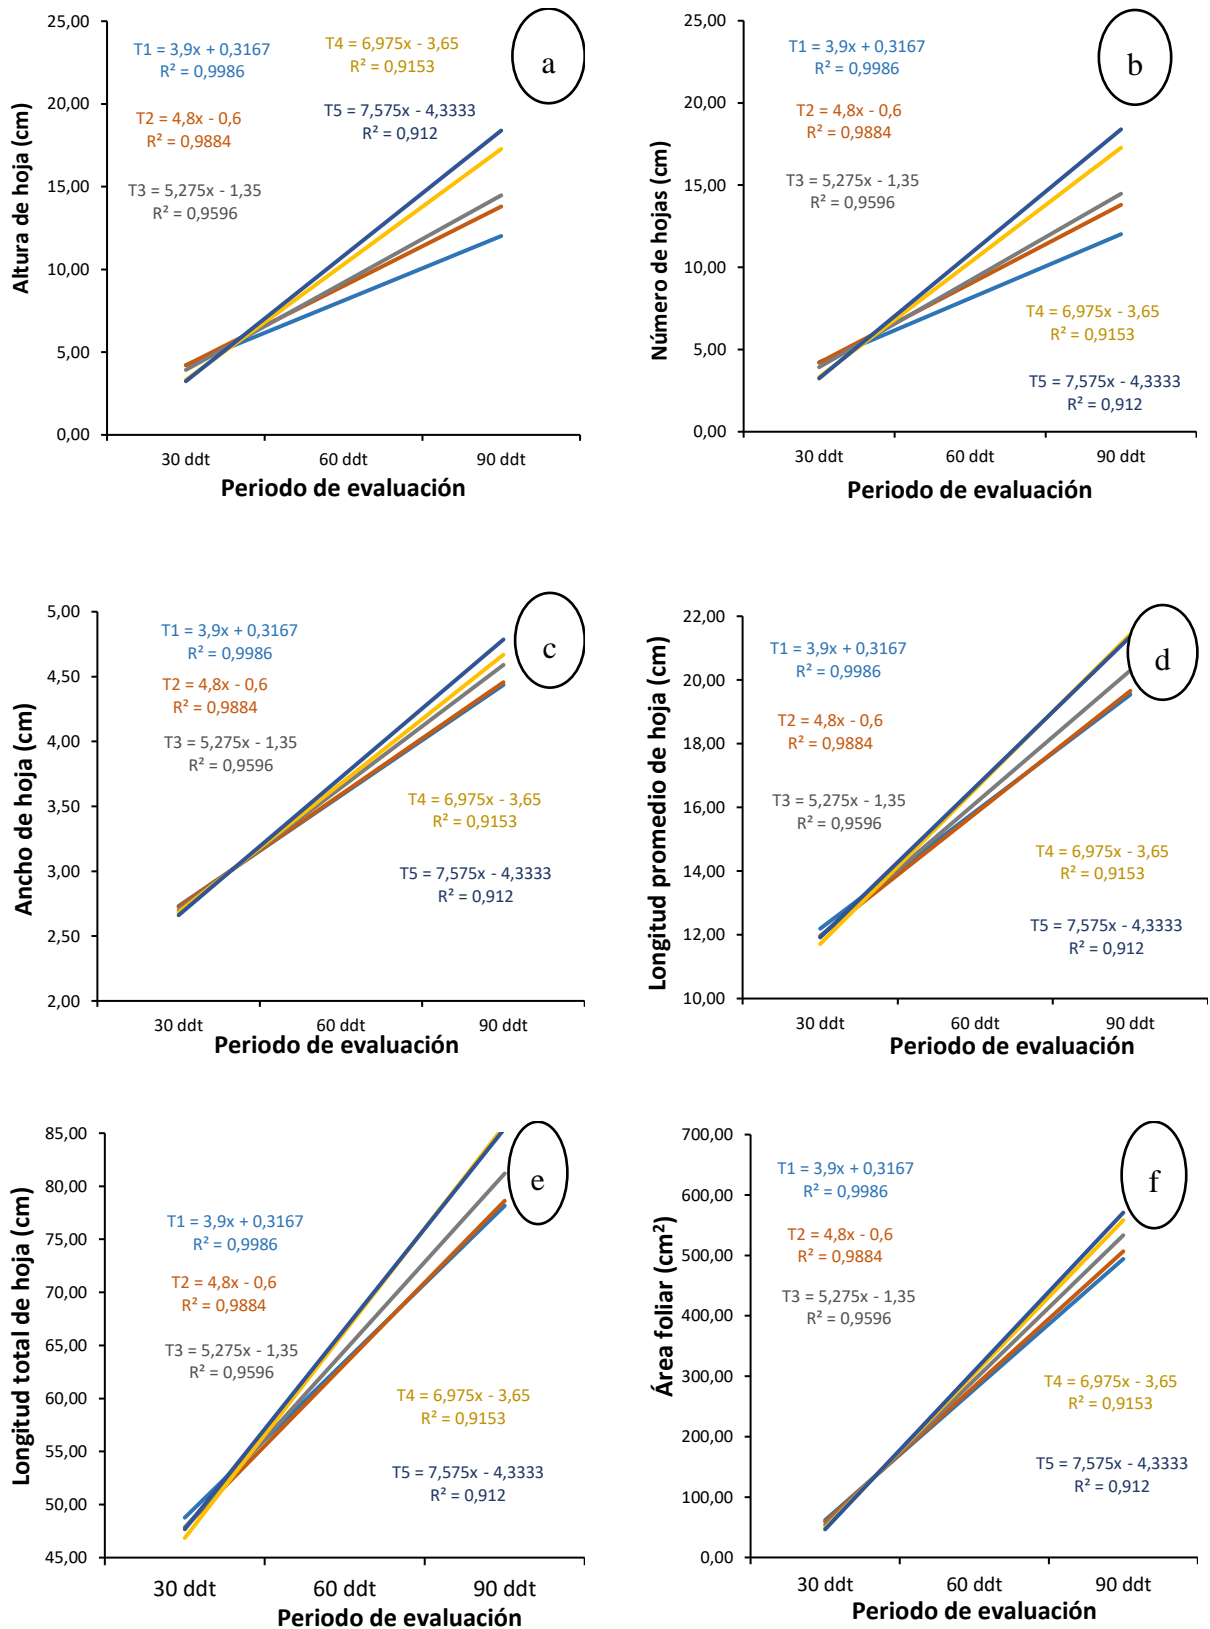 25,00
20,00
15,00
10,00
5,00
0,00
Altura de hoja (cm)
T1 = 3,9x + 0,3167
R² = 0,9986
T2 = 4,8x - 0,6
R² = 0,9884
T3 = 5,275x - 1,35
R² = 0,9596
T4 = 6,975x - 3,65
R² = 0,9153
T5 = 7,575x - 4,3333
R² = 0,912
a
30 ddt
60 ddt
90 ddt
Periodo de evaluación
25,00
20,00
15,00
10,00
5,00
0,00
Número de hojas (cm)
T1 = 3,9x + 0,3167
R² = 0,9986
T2 = 4,8x - 0,6
R² = 0,9884
T3 = 5,275x - 1,35
R² = 0,9596
T4 = 6,975x - 3,65
R² = 0,9153
T5 = 7,575x - 4,3333
R² = 0,912
b
30 ddt
60 ddt
90 ddt
Periodo de evaluación
5,00
4,50
4,00
3,50
3,00
2,50
2,00
Ancho de hoja (cm)
T1 = 3,9x + 0,3167
R² = 0,9986
T2 = 4,8x - 0,6
R² = 0,9884
T3 = 5,275x - 1,35
R² = 0,9596
T4 = 6,975x - 3,65
R² = 0,9153
T5 = 7,575x - 4,3333
R² = 0,912
c
30 ddt
60 ddt
90 ddt
Periodo de evaluación
22,00
20,00
18,00
16,00
14,00
12,00
10,00
Longitud promedio de hoja (cm)
T1 = 3,9x + 0,3167
R² = 0,9986
T2 = 4,8x - 0,6
R² = 0,9884
T3 = 5,275x - 1,35
R² = 0,9596
T4 = 6,975x - 3,65
R² = 0,9153
T5 = 7,575x - 4,3333
R² = 0,912
d
30 ddt
60 ddt
90 ddt
Periodo de evaluación
85,00
80,00
75,00
70,00
65,00
60,00
55,00
50,00
45,00
Longitud total de hoja (cm)
T1 = 3,9x + 0,3167
R² = 0,9986
T2 = 4,8x - 0,6
R² = 0,9884
T3 = 5,275x - 1,35
R² = 0,9596
T4 = 6,975x - 3,65
R² = 0,9153
T5 = 7,575x - 4,3333
R² = 0,912
e
30 ddt
60 ddt
90 ddt
Periodo de evaluación
700,00
600,00
500,00
400,00
300,00
200,00
100,00
0,00
Área foliar (cm²)
T1 = 3,9x + 0,3167
R² = 0,9986
T2 = 4,8x - 0,6
R² = 0,9884
T3 = 5,275x - 1,35
R² = 0,9596
T4 = 6,975x - 3,65
R² = 0,9153
T5 = 7,575x - 4,3333
R² = 0,912
f
30 ddt
60 ddt
90 ddt
Periodo de evaluación